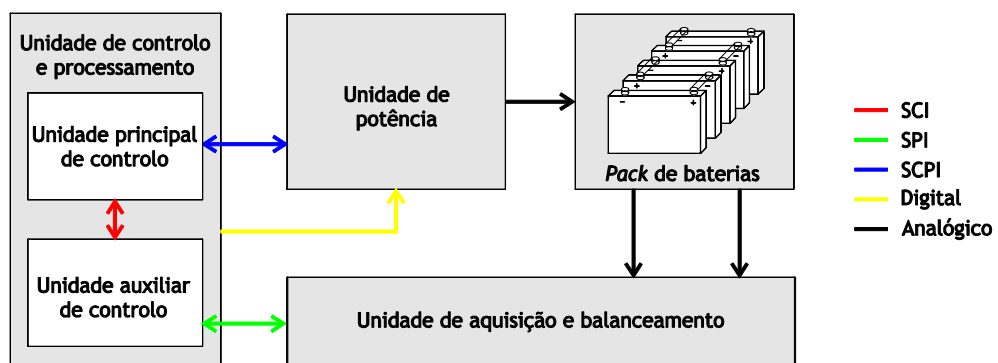 Unidade de controlo
e processamento
Unidade principal
de controlo
Unidade auxiliar
de controlo
Unidade de
potência
- +
Pack de baterias
Unidade de aquisição e balanceamento
SCI
SPI
SCPI
Digital
Analógico